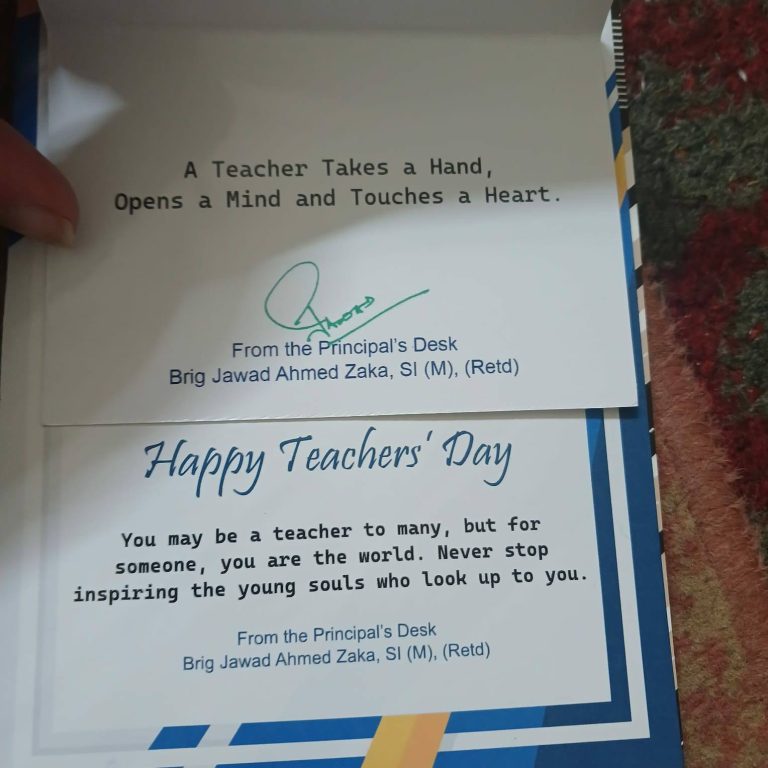 A Teacher Takes a Hand,
Opens a Mind and Touches a Heart.
From the Principal's Desk
Brig Jawad Ahmed Zaka, SI (M), (Retd)
Happy Teachers' Day
You may be a teacher to many, but for
someone, you are the world. Never stop
inspiring the young souls who look up to you.
From the Principal's Desk
Brig Jawad Ahmed Zaka, SI (M), (Retd)